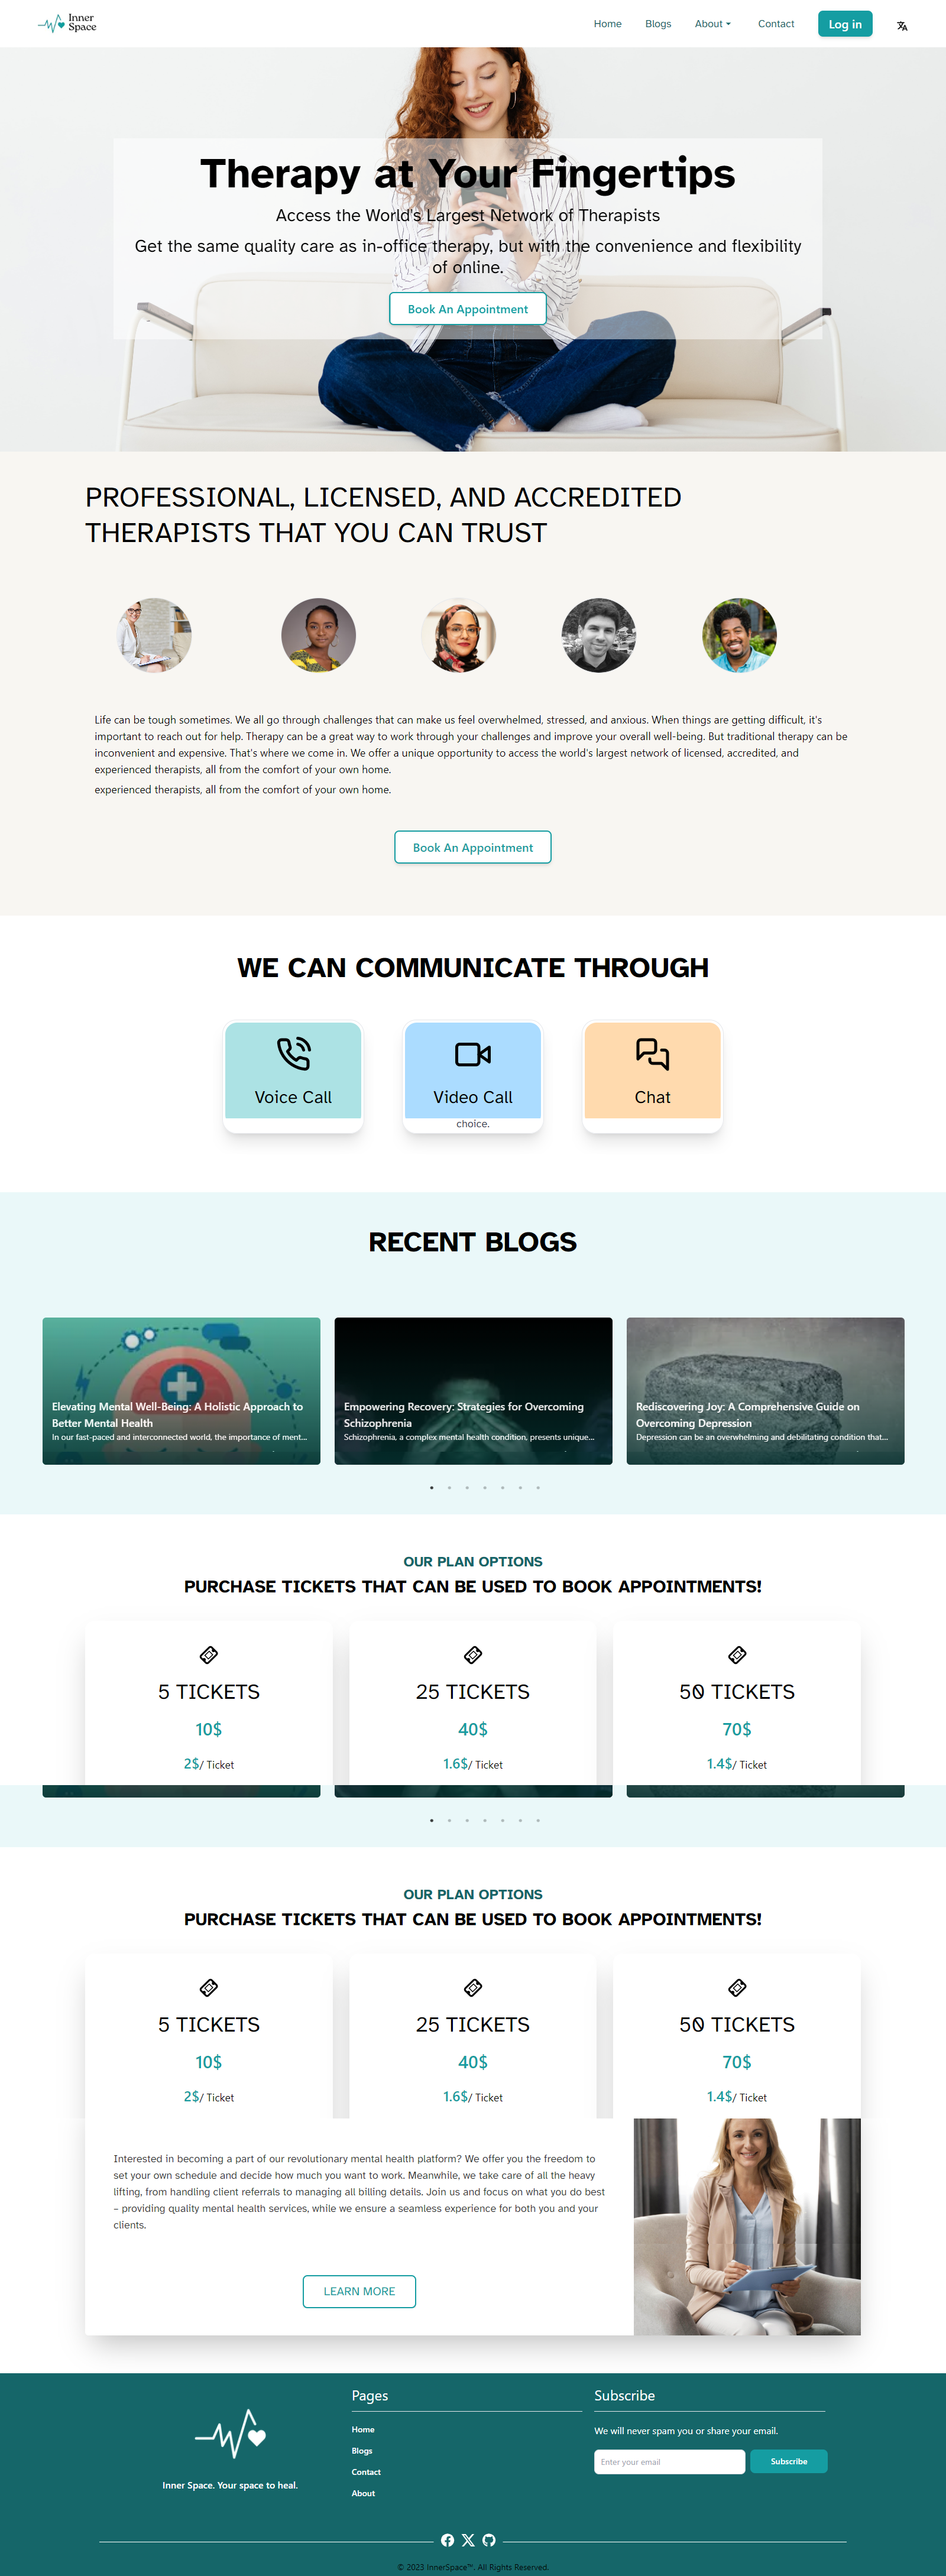 Inner
Space
Home
Blogs
About
Contact
Log in
Therapy at Your Fingertips
Access the World's Largest Network of Therapists
Get the same quality care as in-office therapy, but with the convenience and flexibility
of online.
Book An Appointment
PROFESSIONAL, LICENSED, AND ACCREDITED
THERAPISTS THAT YOU CAN TRUST
Life can be tough sometimes. We all go through challenges that can make us feel overwhelmed, stressed, and anxious. When things are getting difficult, it's
important to reach out for help. Therapy can be a great way to work through your challenges and improve your overall well-being. But traditional therapy can be
inconvenient and expensive. That's where we come in. We offer a unique opportunity to access the world's largest network of licensed, accredited, and
experienced therapists, all from the comfort of your own home.
experienced therapists, all from the comfort of your own home.
Book An Appointment
WE CAN COMMUNICATE THROUGH
Voice Call
Video Call
choice.
Chat
RECENT BLOGS
Elevating Mental Well-Being: A Holistic Approach to
Better Mental Health
In our fast-paced and interconnected world, the importance of ment...
Empowering Recovery: Strategies for Overcoming
Schizophrenia
Schizophrenia, a complex mental health condition, presents unique...
Rediscovering Joy: A Comprehensive Guide on
Overcoming Depression
Depression can be an overwhelming and debilitating condition that...
OUR PLAN OPTIONS
PURCHASE TICKETS THAT CAN BE USED TO BOOK APPOINTMENTS!
5 TICKETS
10$
2$/ Ticket
25 TICKETS
40$
1.6$/ Ticket
50 TICKETS
70$
1.4$/ Ticket
OUR PLAN OPTIONS
PURCHASE TICKETS THAT CAN BE USED TO BOOK APPOINTMENTS!
5 TICKETS
10$
2$/ Ticket
25 TICKETS
40$
1.6$/ Ticket
50 TICKETS
70$
1.4$/ Ticket
Interested in becoming a part of our revolutionary mental health platform? We offer you the freedom to
set your own schedule and decide how much you want to work. Meanwhile, we take care of all the heavy
lifting, from handling client referrals to managing all billing details. Join us and focus on what you do best
– providing quality mental health services, while we ensure a seamless experience for both you and your
clients.
LEARN MORE
Inner Space. Your space to heal.
Pages
Home
Blogs
Contact
About
Subscribe
We will never spam you or share your email.
Enter your email
Subscribe
© 2023 InnerSpace™. All Rights Reserved.